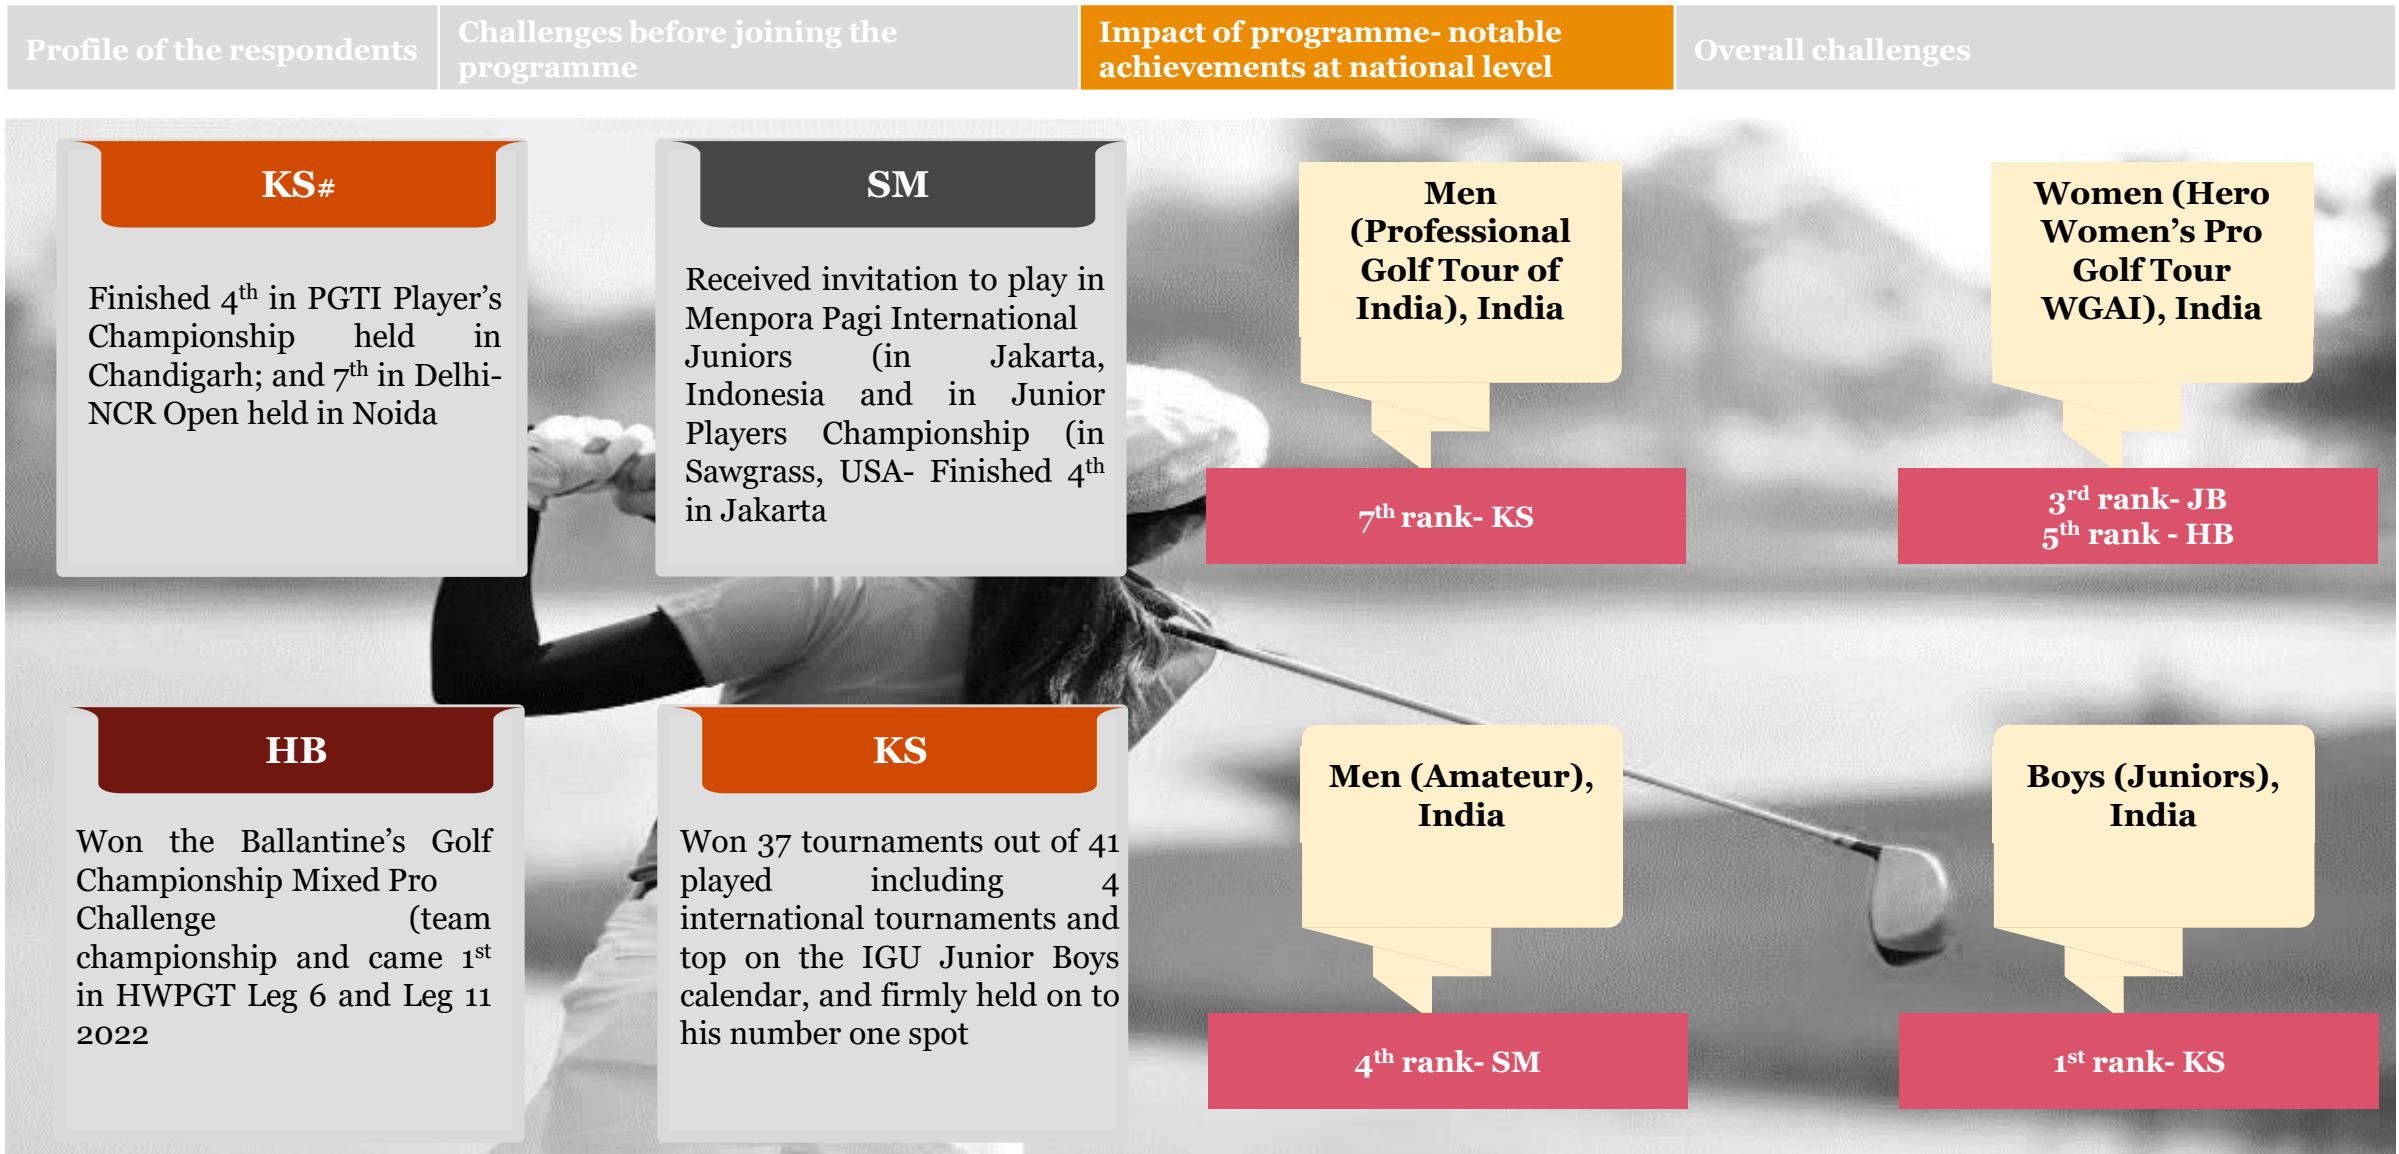 Profile of the respondents
Challenges before joining the
programme
Impact of programme- notable
achievements at national level
Overall challenges
KS#
Finished 4th in PGTI Player’s
Championship held in
Chandigarh; and 7th in Delhi-
NCR Open held in Noida
SM
Received invitation to play in
Menpora Pagi International
Juniors (in Jakarta,
Indonesia and in Junior
Players Championship (in
Sawgrass, USA- Finished 4th
in Jakarta
Men
(Professional
Golf Tour of
India), India
7th rank- KS
Women (Hero
Women’s Pro
Golf Tour
WGAI), India
3rd rank- JB
5th rank - HB
HB
Won the Ballantine’s Golf
Championship Mixed Pro
Challenge (team
championship and came 1st
in HWPGT Leg 6 and Leg 11
2022
KS
Won 37 tournaments out of 41
played including 4
international tournaments and
top on the IGU Junior Boys
calendar, and firmly held on to
his number one spot
Men (Amateur),
India
4th rank- SM
Boys (Juniors),
India
1st rank- KS